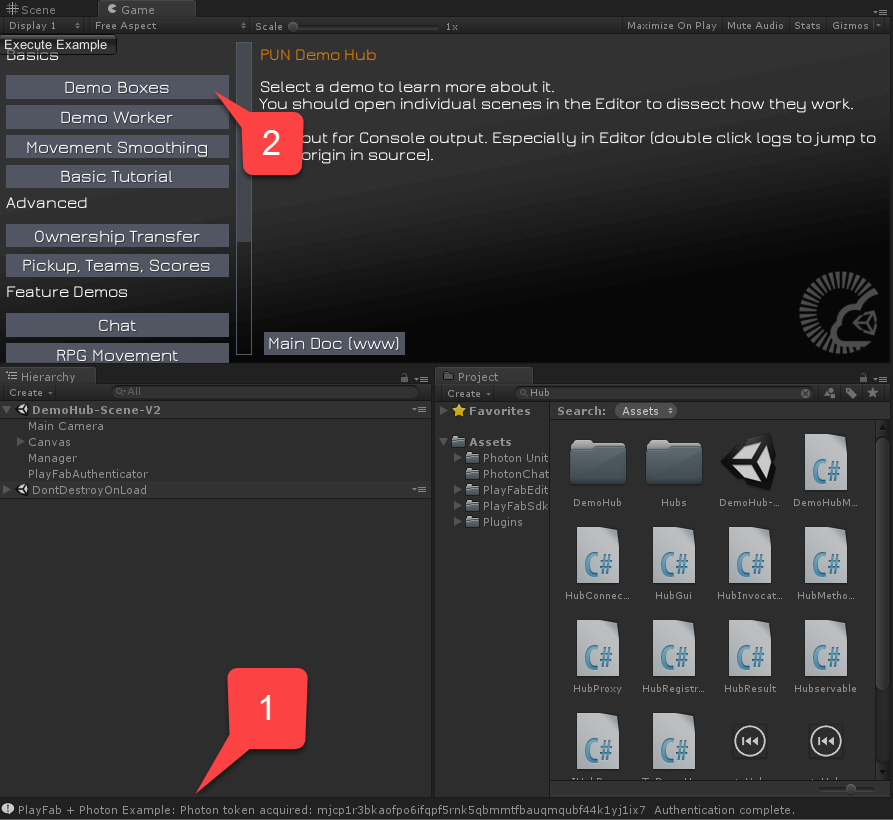 Scene
Game
Display 1
Free Aspect
Scale
1x
Maximize On Play
Mute Audio
Stats
Gizmos
Execute Example
Basics
Demo Boxes
Demo Worker
Movement Smoothing
Basic Tutorial
Advanced
Ownership Transfer
Pickup, Teams, Scores
Feature Demos
Chat
RPG Movement
PUN Demo Hub
Select a demo to learn more about it.
You should open individual scenes in the Editor to dissect how they work.
out for Console output. Especially in Editor (double click logs to jump to
origin in source).
2
Main Doc (www)
Hierarchy
Create
All
DemoHub-Scene-V2
Main Camera
Canvas
Manager
PlayFabAuthenticator
DontDestroyOnLoad
1
Project
Create
Hub
Favorites
Assets
Photon Unit
PhotonChat
PlayFabEdit
PlayFabSdk
Plugins
Search: Assets
DemoHub
Hubs
DemoHub-...
DemoHubM...
C#
HubConnec...
HubGui
HubInvocat...
HubMetho...
C#
C#
C#
C#
HubProxy
HubRegistr...
HubResult
Hubservable
C#
C#
C#
C#
C#
C#
PlayFab + Photon Example: Photon token acquired: mjcp1r3bkaofpo6ifqpf5rnk5qbmmtfbauqmqubf44k1yj1ix7 Authentication complete.